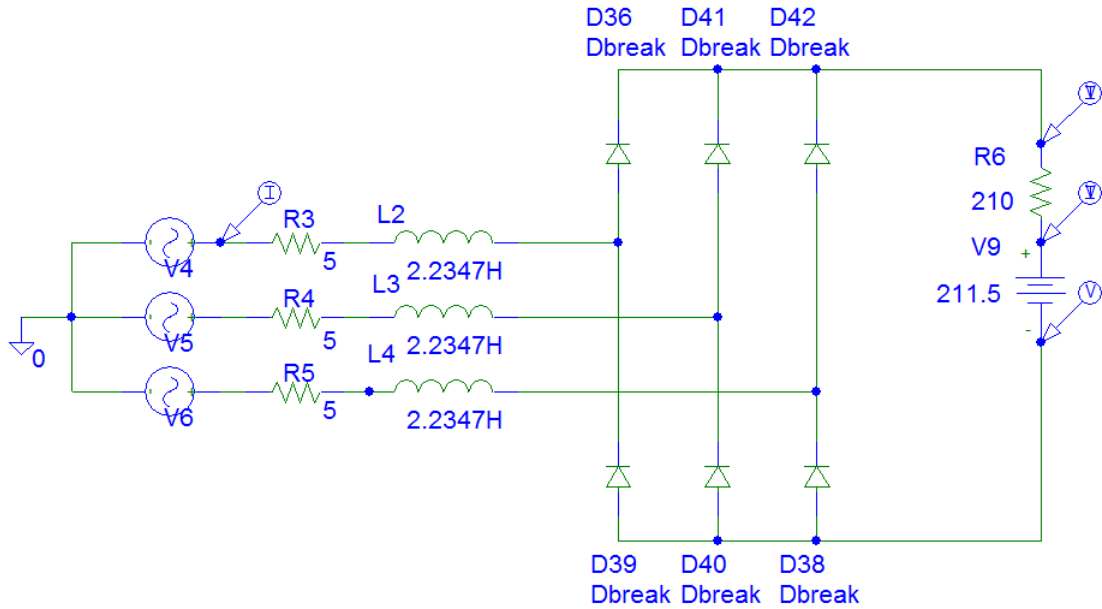 D36 D41 D42
Dbreak Dbreak Dbreak
I
V
R6
210
V
V9
+
211.5
V
-
R3
L2
V4
5
2.2347H
R4
L3
V5
5
2.2347H
0
R5
L4
V6
5
2.2347H
D39 D40 D38
Dbreak Dbreak Dbreak